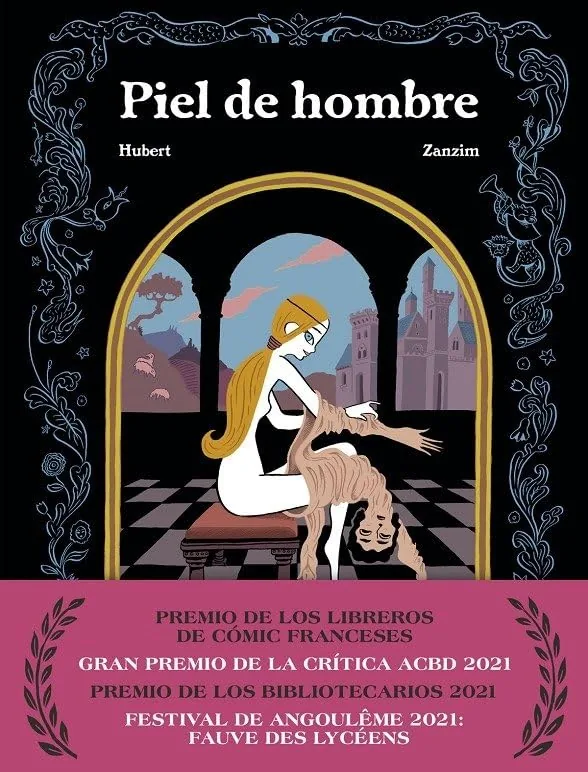 Piel de hombre
Hubert Zanzim
PREMIO DE LOS LIBREROS
DE CÓMIC FRANCESES
GRAN PREMIO DE LA CRÍTICA ACBD 2021
PREMIO DE LOS BIBLIOTECARIOS 2021
FESTIVAL DE ANGOULÊME 2021:
FAUVE DES LYCÉENS